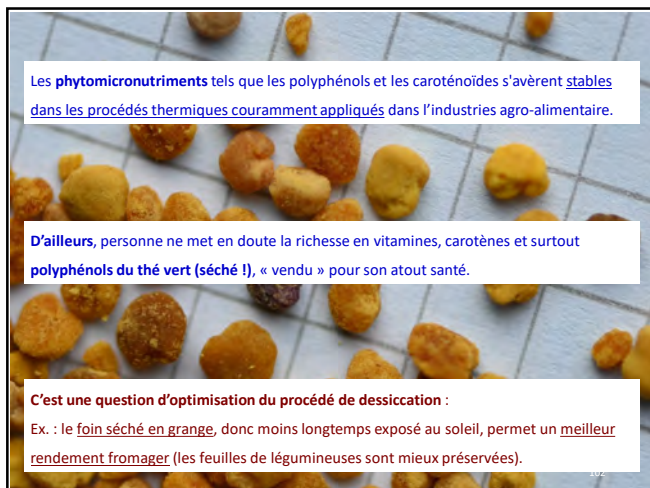 Les phytomicronutriments tels que les polyphénols et les caroténoïdes s'avèrent stables
dans les procédés thermiques couramment appliqués dans l’industries agro-alimentaire.
D’ailleurs, personne ne met en doute la richesse en vitamines, carotènes et surtout
polyphénols du thé vert (séché !), « vendu » pour son atout santé.
C’est une question d’optimisation du procédé de dessiccation :
Ex. : le foin séché en grange, donc moins longtemps exposé au soleil, permet un meilleur
rendement fromager (les feuilles de légumineuses sont mieux préservées).
102